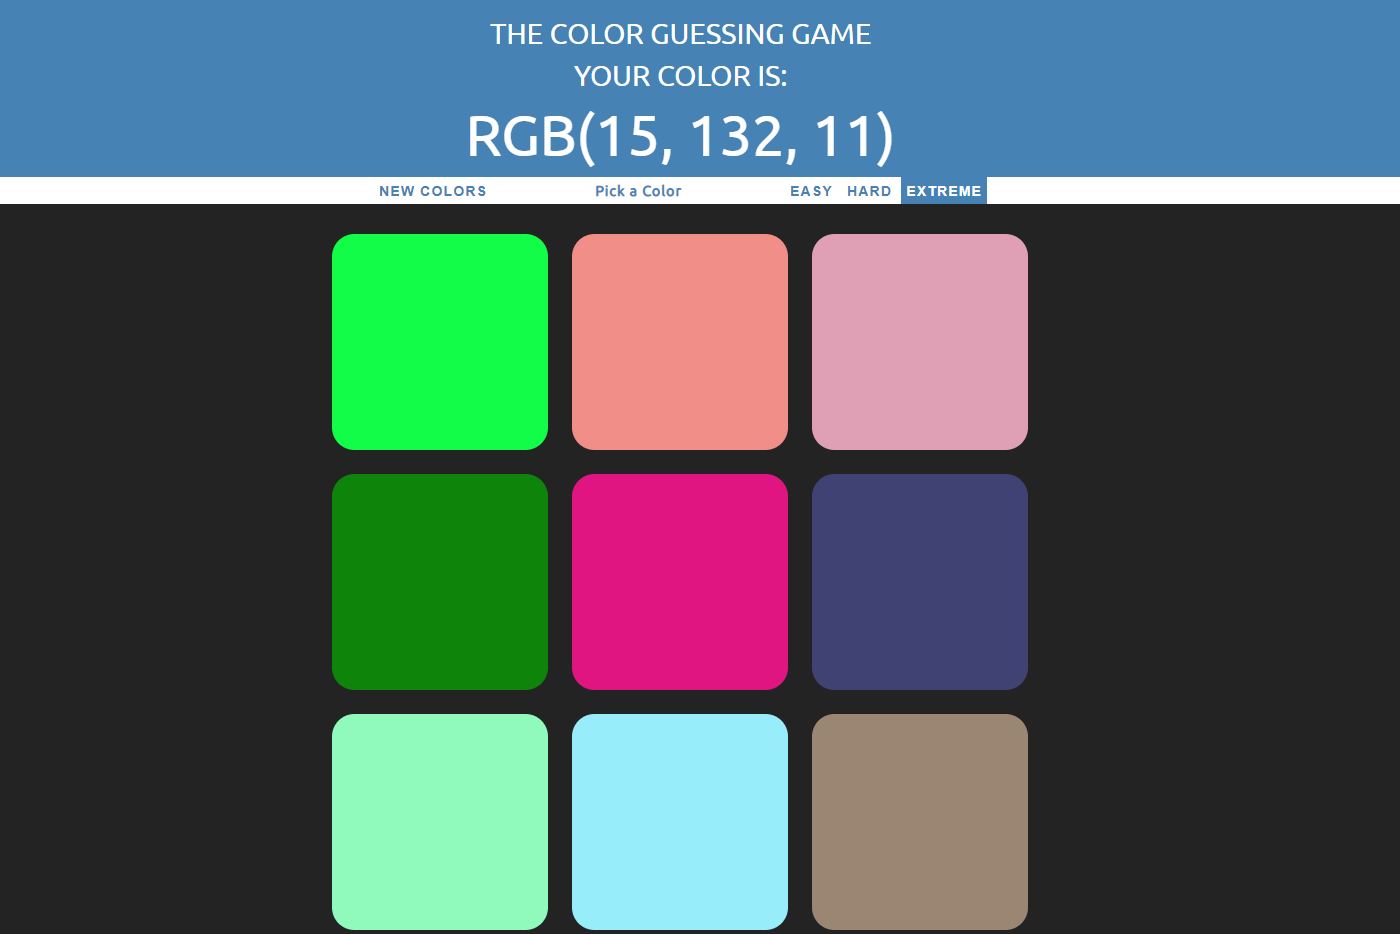 THE COLOR GUESSING GAME
YOUR COLOR IS:
RGB(15, 132, 11)
NEW COLORS Pick a Color EASY HARD EXTREME